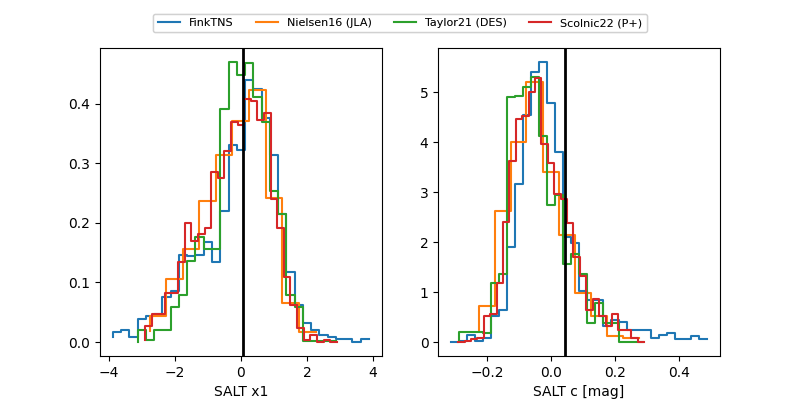 FinkTNS Nielsen16 (JLA) Taylor21 (DES) Scolnic22 (P+)
0.4
0.3
0.2
0.1
0.0
−4 −2 0 2 4
SALT x1
5
4
3
2
1
0
−0.2 0.0 0.2 0.4
SALT c [mag]